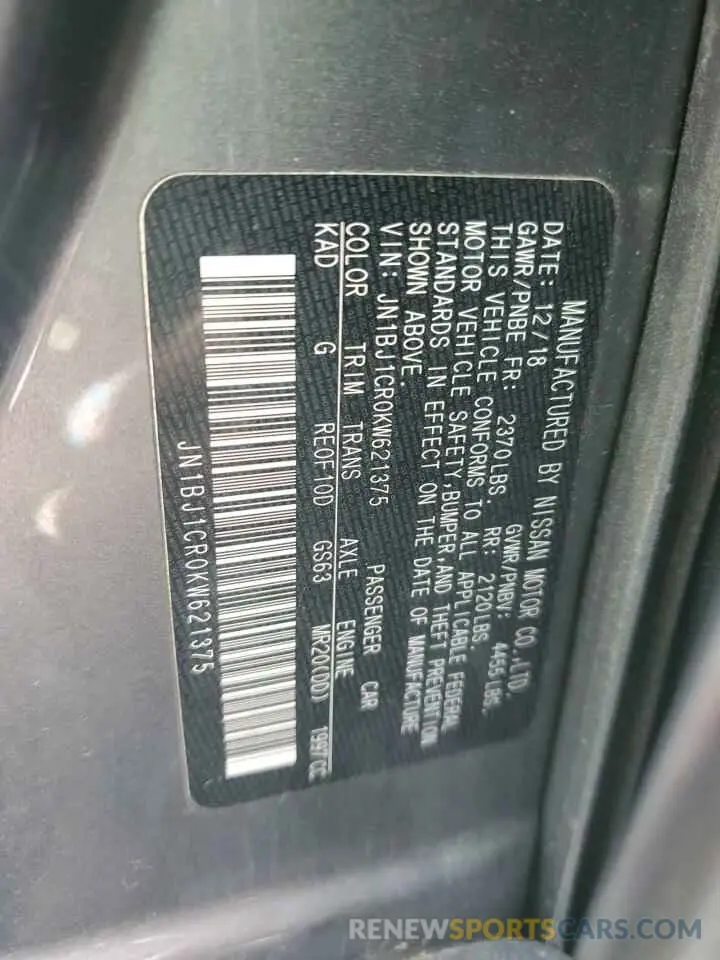 MANUFACTURED BY NISSAN MOTOR CO.,LTD.
DATE: 12/18 GVWR/PNBV: 4455 LBS.
GAWR/PNBE FR: 2370LBS. RR: 2120LBS.
THIS VEHICLE CONFORMS TO ALL APPLICABLE FEDERAL
MOTOR VEHICLE SAFETY,BUMPER,AND THEFT PREVENTION
STANDARDS IN EFFECT ON THE DATE OF MANUFACTURE
SHOWN ABOVE.
VIN: JN1BJ1CR0KW621375 PASSENGER CAR
COLOR TRIM TRANS AXLE ENGINE
KAD G RE0F10D GS63 MR20(DD) 1997CC
JN1BJ1CR0KW621375
RENEWSPORTSCARS.COM